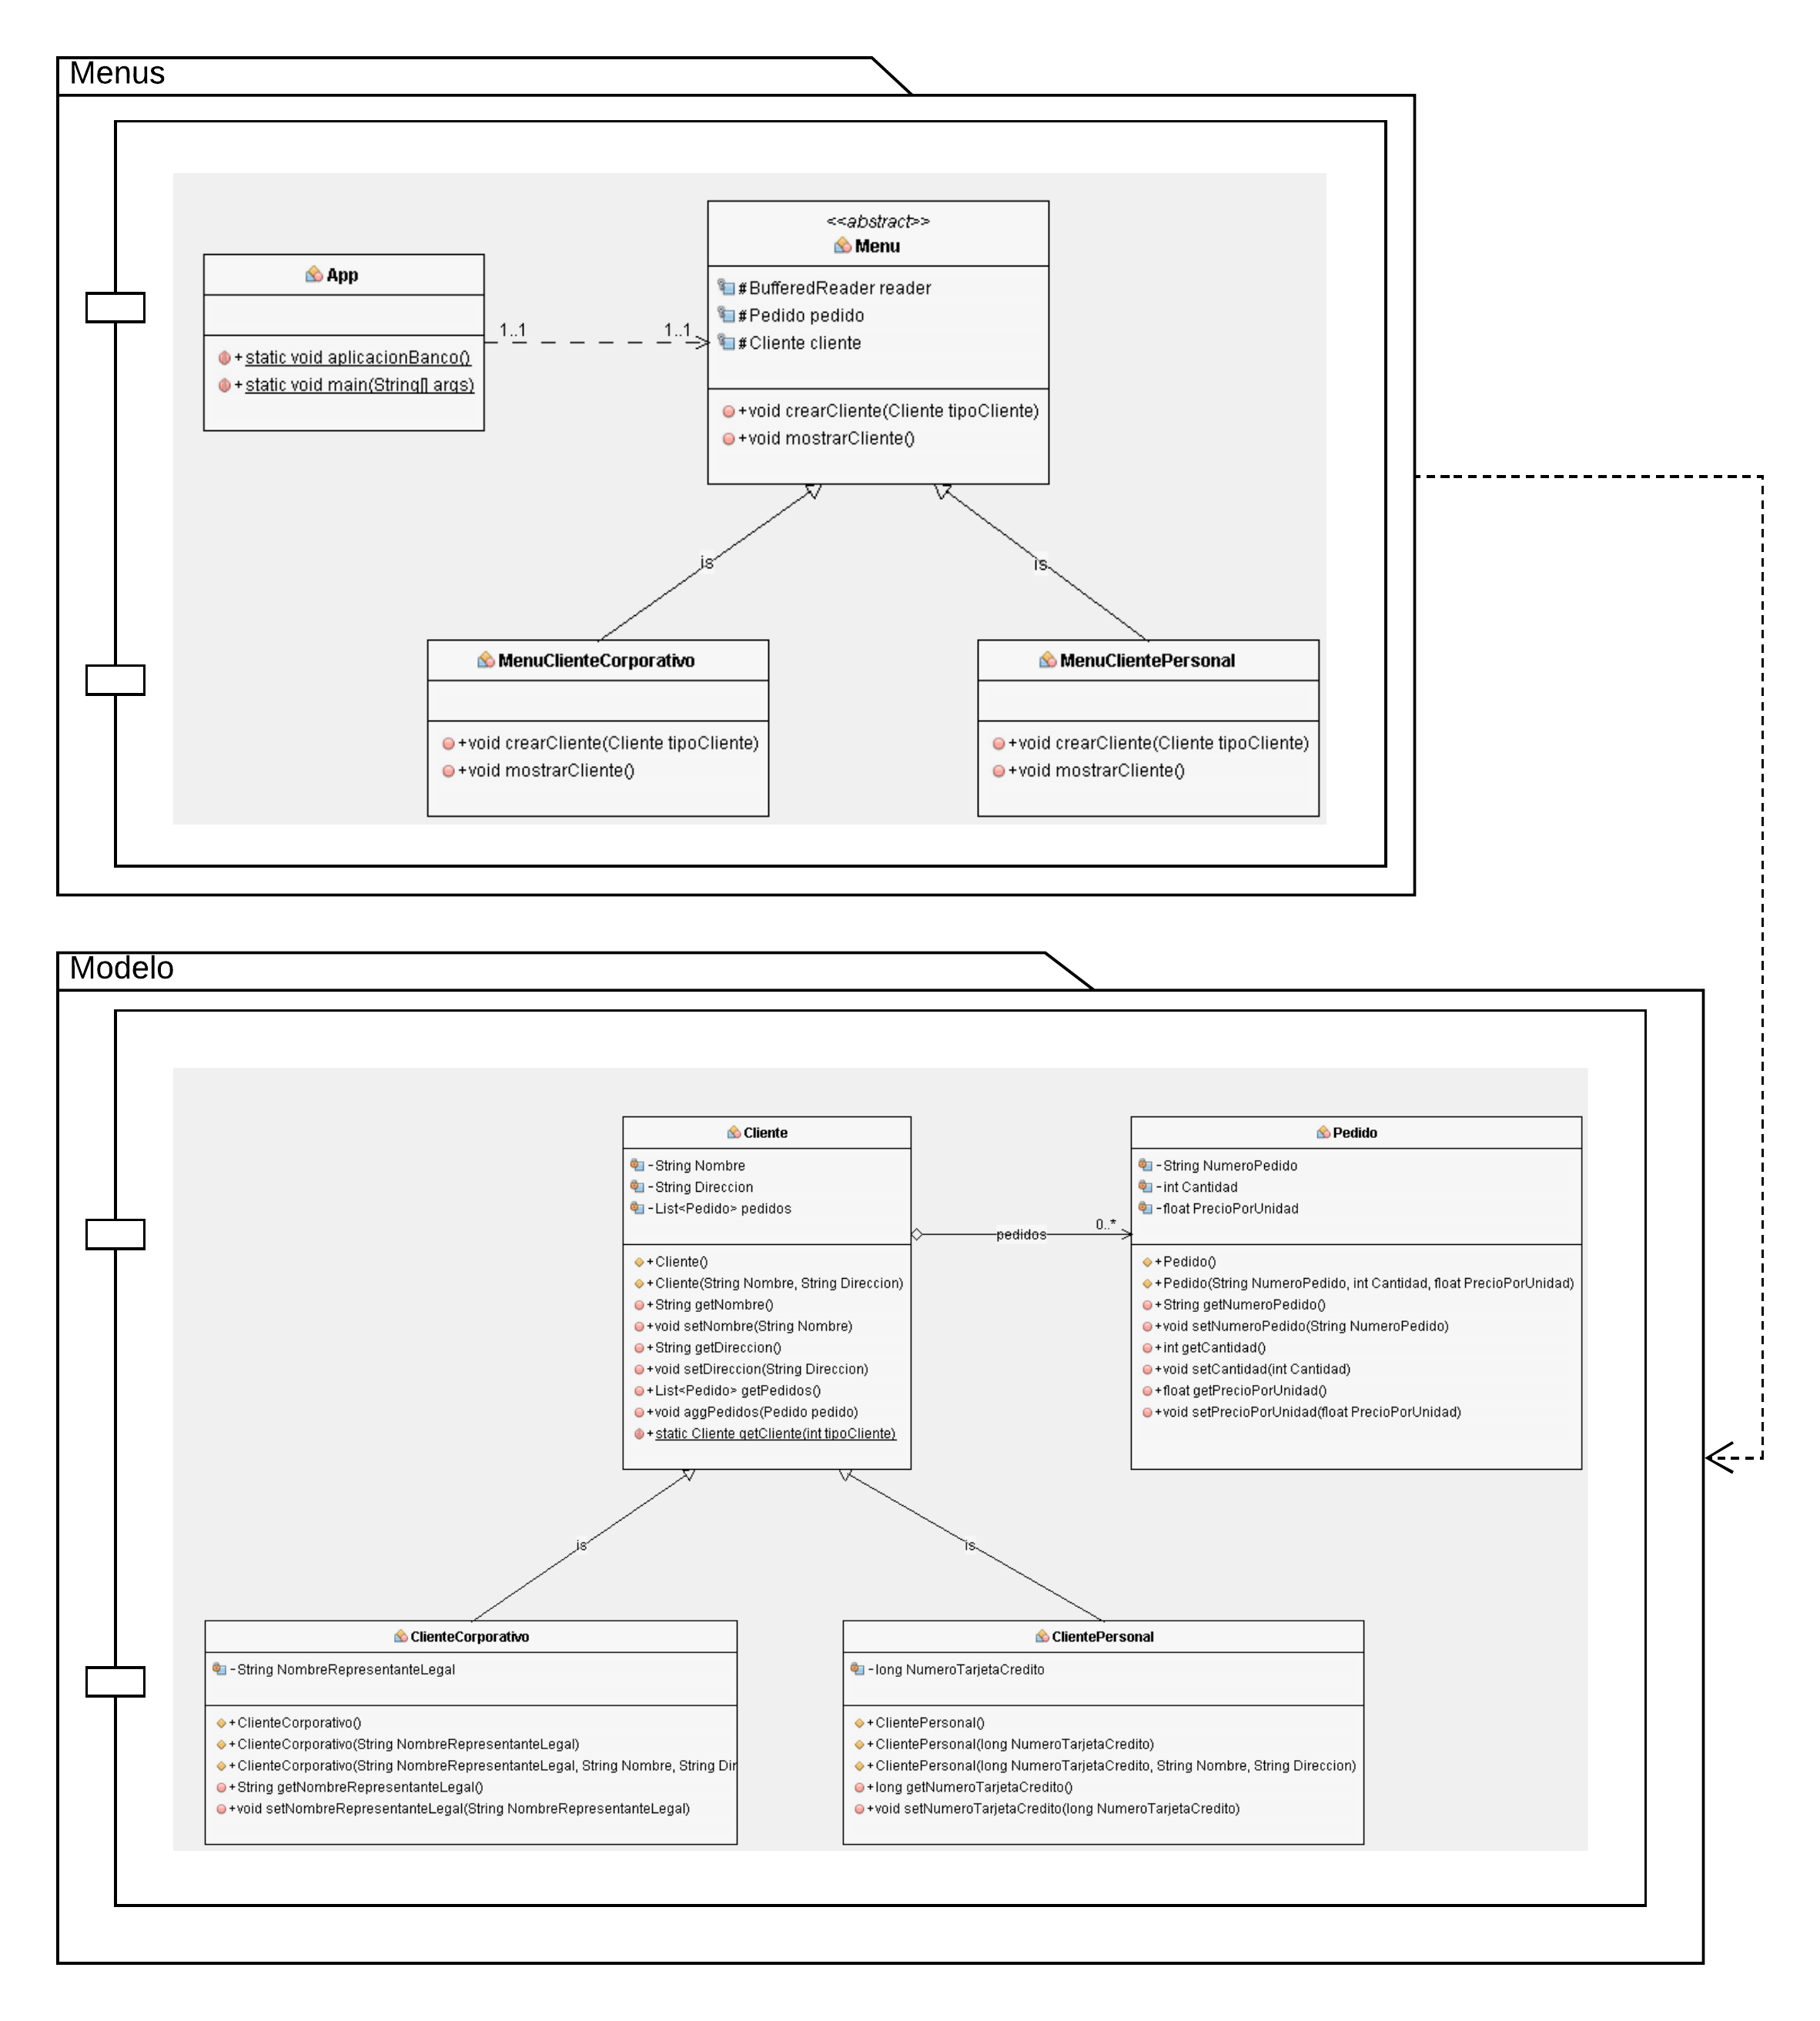 Menus
<<abstract>>
Menu
#BufferedReader reader
#Pedido pedido
#Cliente cliente
+void crearCliente(Cliente tipoCliente)
+void mostrarCliente()
App
+static void aplicacionBanco()
+static void main(String[] args)
1..1
1..1
is
is
MenuClienteCorporativo
+void crearCliente(Cliente tipoCliente)
+void mostrarCliente()
MenuClientePersonal
+void crearCliente(Cliente tipoCliente)
+void mostrarCliente()
Modelo
Cliente
-String Nombre
-String Direccion
-List<Pedido> pedidos
+Cliente()
+Cliente(String Nombre, String Direccion)
+String getNombre()
+void setNombre(String Nombre)
+String getDireccion()
+void setDireccion(String Direccion)
+List<Pedido> getPedidos()
+void aggPedidos(Pedido pedido)
+static Cliente getCliente(int tipoCliente)
pedidos
0..*
Pedido
-String NumeroPedido
-int Cantidad
-float PrecioPorUnidad
+Pedido()
+Pedido(String NumeroPedido, int Cantidad, float PrecioPorUnidad)
+String getNumeroPedido()
+void setNumeroPedido(String NumeroPedido)
+int getCantidad()
+void setCantidad(int Cantidad)
+float getPrecioPorUnidad()
+void setPrecioPorUnidad(float PrecioPorUnidad)
is
is
ClienteCorporativo
-String NombreRepresentanteLegal
+ClienteCorporativo()
+ClienteCorporativo(String NombreRepresentanteLegal)
+ClienteCorporativo(String NombreRepresentanteLegal, String Nombre, String Dir
+String getNombreRepresentanteLegal()
+void setNombreRepresentanteLegal(String NombreRepresentanteLegal)
ClientePersonal
-long NumeroTarjetaCredito
+ClientePersonal()
+ClientePersonal(long NumeroTarjetaCredito)
+ClientePersonal(long NumeroTarjetaCredito, String Nombre, String Direccion)
+long getNumeroTarjetaCredito()
+void setNumeroTarjetaCredito(long NumeroTarjetaCredito)